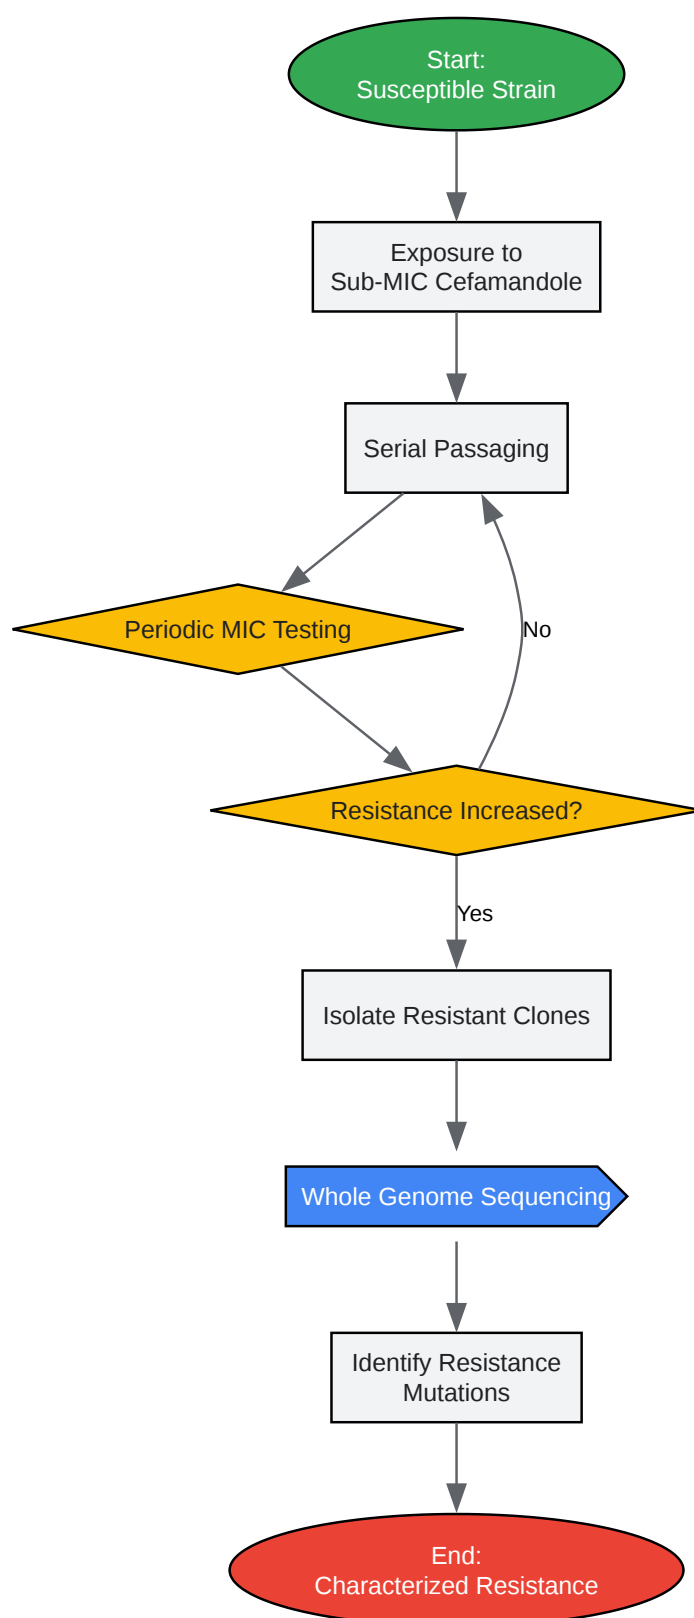 Start:
Susceptible Strain
Exposure to
Sub-MIC Cefamandole
Serial Passaging
Periodic MIC Testing
No
Resistance Increased?
Yes
Isolate Resistant Clones
Whole Genome Sequencing
Identify Resistance
Mutations
End:
Characterized Resistance